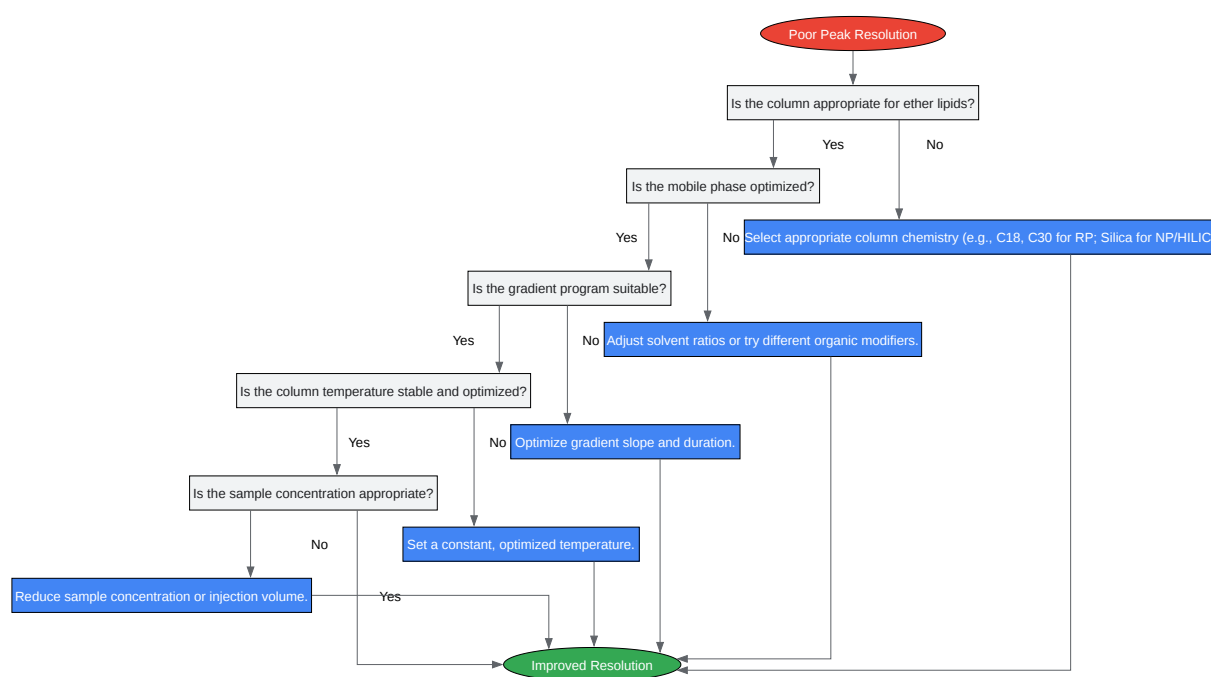 Poor Peak Resolution
Is the column appropriate for ether lipids?
Yes
No
Is the mobile phase optimized?
Yes
No
Select appropriate column chemistry (e.g., C18, C30 for RP; Silica for NP/HILIC
Is the gradient program suitable?
Yes
No
Adjust solvent ratios or try different organic modifiers.
Is the column temperature stable and optimized?
Yes
No
Optimize gradient slope and duration.
Is the sample concentration appropriate?
No
Set a constant, optimized temperature.
Reduce sample concentration or injection volume.
Yes
Improved Resolution